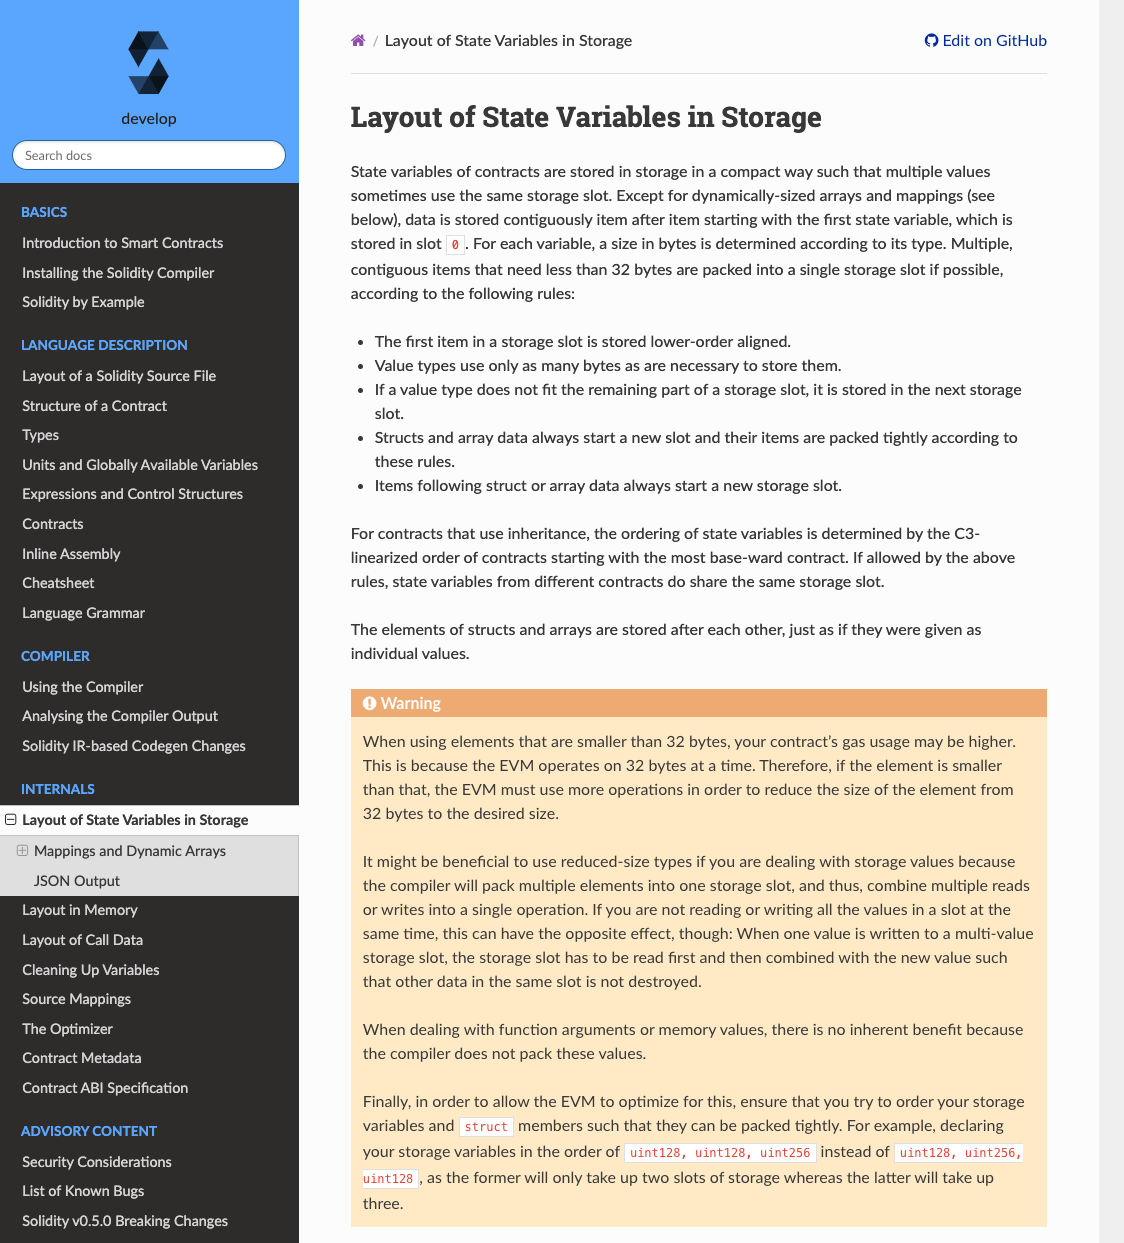 develop
Search docs
BASICS
Introduction to Smart Contracts
Installing the Solidity Compiler
Solidity by Example
LANGUAGE DESCRIPTION
Layout of a Solidity Source File
Structure of a Contract
Types
Units and Globally Available Variables
Expressions and Control Structures
Contracts
Inline Assembly
Cheatsheet
Language Grammar
COMPILER
Using the Compiler
Analysing the Compiler Output
Solidity IR-based Codegen Changes
INTERNALS
Layout of State Variables in Storage
Mappings and Dynamic Arrays
JSON Output
Layout in Memory
Layout of Call Data
Cleaning Up Variables
Source Mappings
The Optimizer
Contract Metadata
Contract ABI Specification
ADVISORY CONTENT
Security Considerations
List of Known Bugs
Solidity v0.5.0 Breaking Changes
/ Layout of State Variables in Storage
Edit on GitHub
Layout of State Variables in Storage
State variables of contracts are stored in storage in a compact way such that multiple values
sometimes use the same storage slot. Except for dynamically-sized arrays and mappings (see
below), data is stored contiguously item after item starting with the first state variable, which is
stored in slot 0. For each variable, a size in bytes is determined according to its type. Multiple,
contiguous items that need less than 32 bytes are packed into a single storage slot if possible,
according to the following rules:
• The first item in a storage slot is stored lower-order aligned.
• Value types use only as many bytes as are necessary to store them.
• If a value type does not fit the remaining part of a storage slot, it is stored in the next storage
slot.
• Structs and array data always start a new slot and their items are packed tightly according to
these rules.
• Items following struct or array data always start a new storage slot.
For contracts that use inheritance, the ordering of state variables is determined by the C3-
linearized order of contracts starting with the most base-ward contract. If allowed by the above
rules, state variables from different contracts do share the same storage slot.
The elements of structs and arrays are stored after each other, just as if they were given as
individual values.
Warning
When using elements that are smaller than 32 bytes, your contract's gas usage may be higher.
This is because the EVM operates on 32 bytes at a time. Therefore, if the element is smaller
than that, the EVM must use more operations in order to reduce the size of the element from
32 bytes to the desired size.
It might be beneficial to use reduced-size types if you are dealing with storage values because
the compiler will pack multiple elements into one storage slot, and thus, combine multiple reads
or writes into a single operation. If you are not reading or writing all the values in a slot at the
same time, this can have the opposite effect, though: When one value is written to a multi-value
storage slot, the storage slot has to be read first and then combined with the new value such
that other data in the same slot is not destroyed.
When dealing with function arguments or memory values, there is no inherent benefit because
the compiler does not pack these values.
Finally, in order to allow the EVM to optimize for this, ensure that you try to order your storage
variables and struct members such that they can be packed tightly. For example, declaring
your storage variables in the order of uint128, uint128, uint256 instead of uint128, uint256,
uint128, as the former will only take up two slots of storage whereas the latter will take up
three.